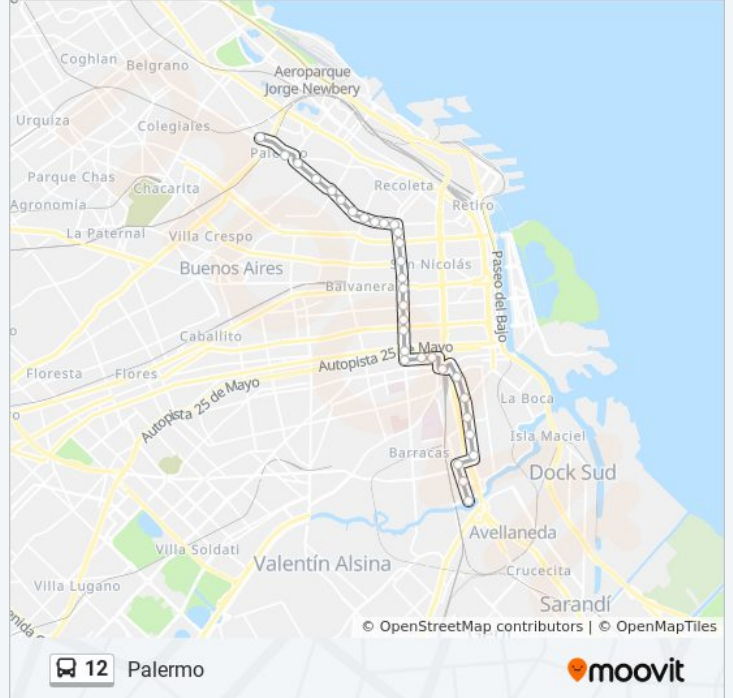 Coghlan
Belgrano
Aeroparque
Jorge Newbery
Urquiza
Colegiales
Parque Chas
Chacarita
Recoleta
Agronomía
Retiro
La Paternal
Villa Crespo
Buenos Aires
Nicolás
Balvanera
Paseo del Bajo
Caballito
Autopista 25 de Mayo
Floresta
Flores
Autopista 25 de Mayo
La Boca
Isla Maciel
Barracas
Dock Sud
Avellaneda
Villa Soldati
Valentín Alsina
Crucecita
Villa Lugano
Sarandí
© OpenStreetMap contributors | © OpenMapTiles
12 Palermo
moovit